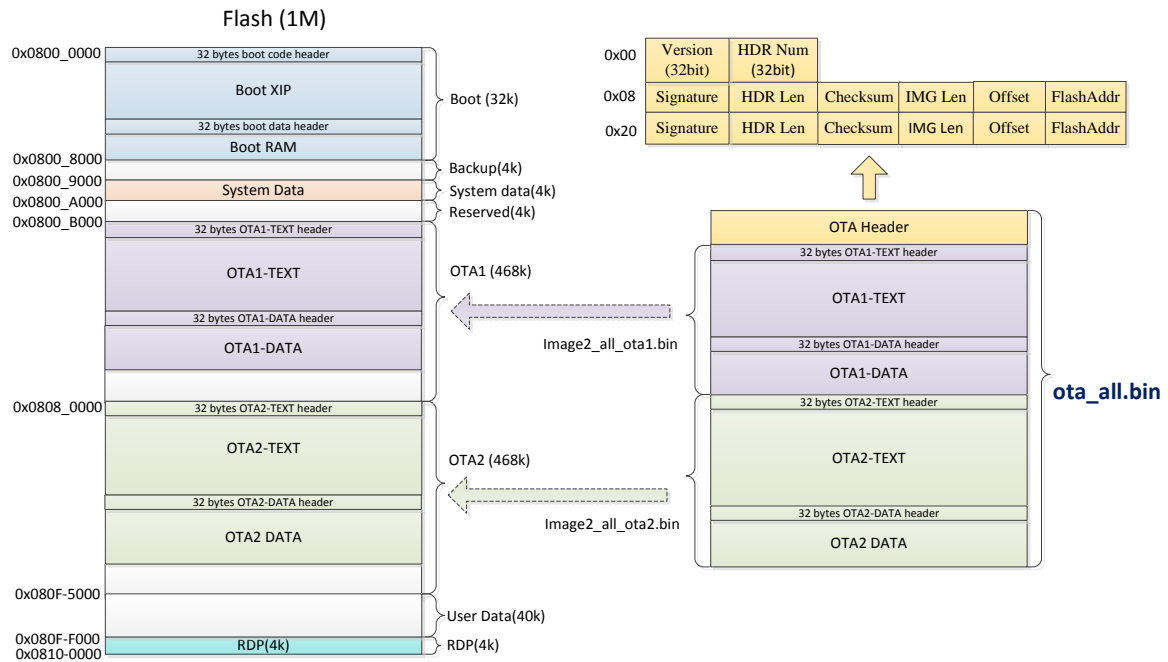 Flash (1M)
0x0800_0000
32 bytes boot code header
Boot XIP
32 bytes boot data header
Boot RAM
Boot (32k)
0x0800_8000
Backup(4k)
0x0800_9000
System Data
System data(4k)
0x0800_A000
Reserved(4k)
0x0800_B000
32 bytes OTA1-TEXT header
OTA1-TEXT
32 bytes OTA1-DATA header
OTA1-DATA
OTA1 (468k)
0x0808_0000
32 bytes OTA2-TEXT header
OTA2-TEXT
32 bytes OTA2-DATA header
OTA2 DATA
OTA2 (468k)
0x080F-5000
User Data(40k)
0x080F-F000
RDP(4k)
RDP(4k)
0x0810-0000
Image2_all_ota1.bin
Image2_all_ota2.bin
0x00
Version
(32bit)
HDR Num
(32bit)
0x08
Signature
HDR Len
Checksum
IMG Len
Offset
FlashAddr
0x20
Signature
HDR Len
Checksum
IMG Len
Offset
FlashAddr
OTA Header
32 bytes OTA1-TEXT header
OTA1-TEXT
32 bytes OTA1-DATA header
OTA1-DATA
32 bytes OTA2-TEXT header
OTA2-TEXT
32 bytes OTA2-DATA header
OTA2 DATA
ota_all.bin